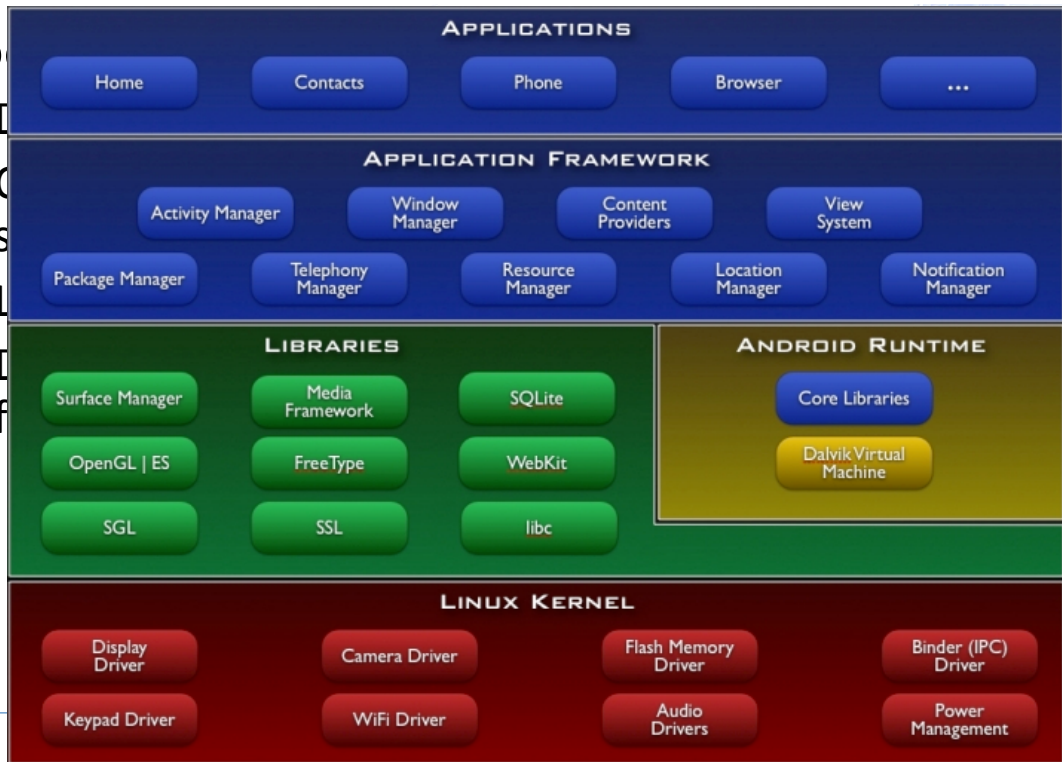 APPLICATIONS
Home
Contacts
Phone
Browser
...
APPLICATION FRAMEWORK
Activity Manager
Window
Manager
Content
Providers
View
System
Package Manager
Telephony
Manager
Resource
Manager
Location
Manager
Notification
Manager
LIBRARIES
Surface Manager
Media
Framework
SQLite
OpenGL | ES
FreeType
WebKit
SGL
SSL
libc
ANDROID RUNTIME
Core Libraries
Dalvik Virtual
Machine
LINUX KERNEL
Display
Driver
Camera Driver
Flash Memory
Driver
Binder (IPC)
Driver
Keypad Driver
WiFi Driver
Audio
Drivers
Power
Management